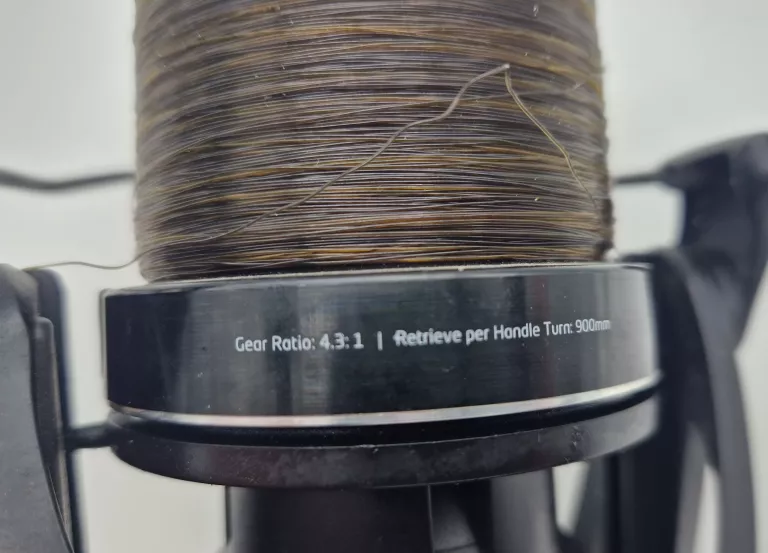 Gear Ratio: 4.3:1 | Retrieve per Handle Turn: 900mm